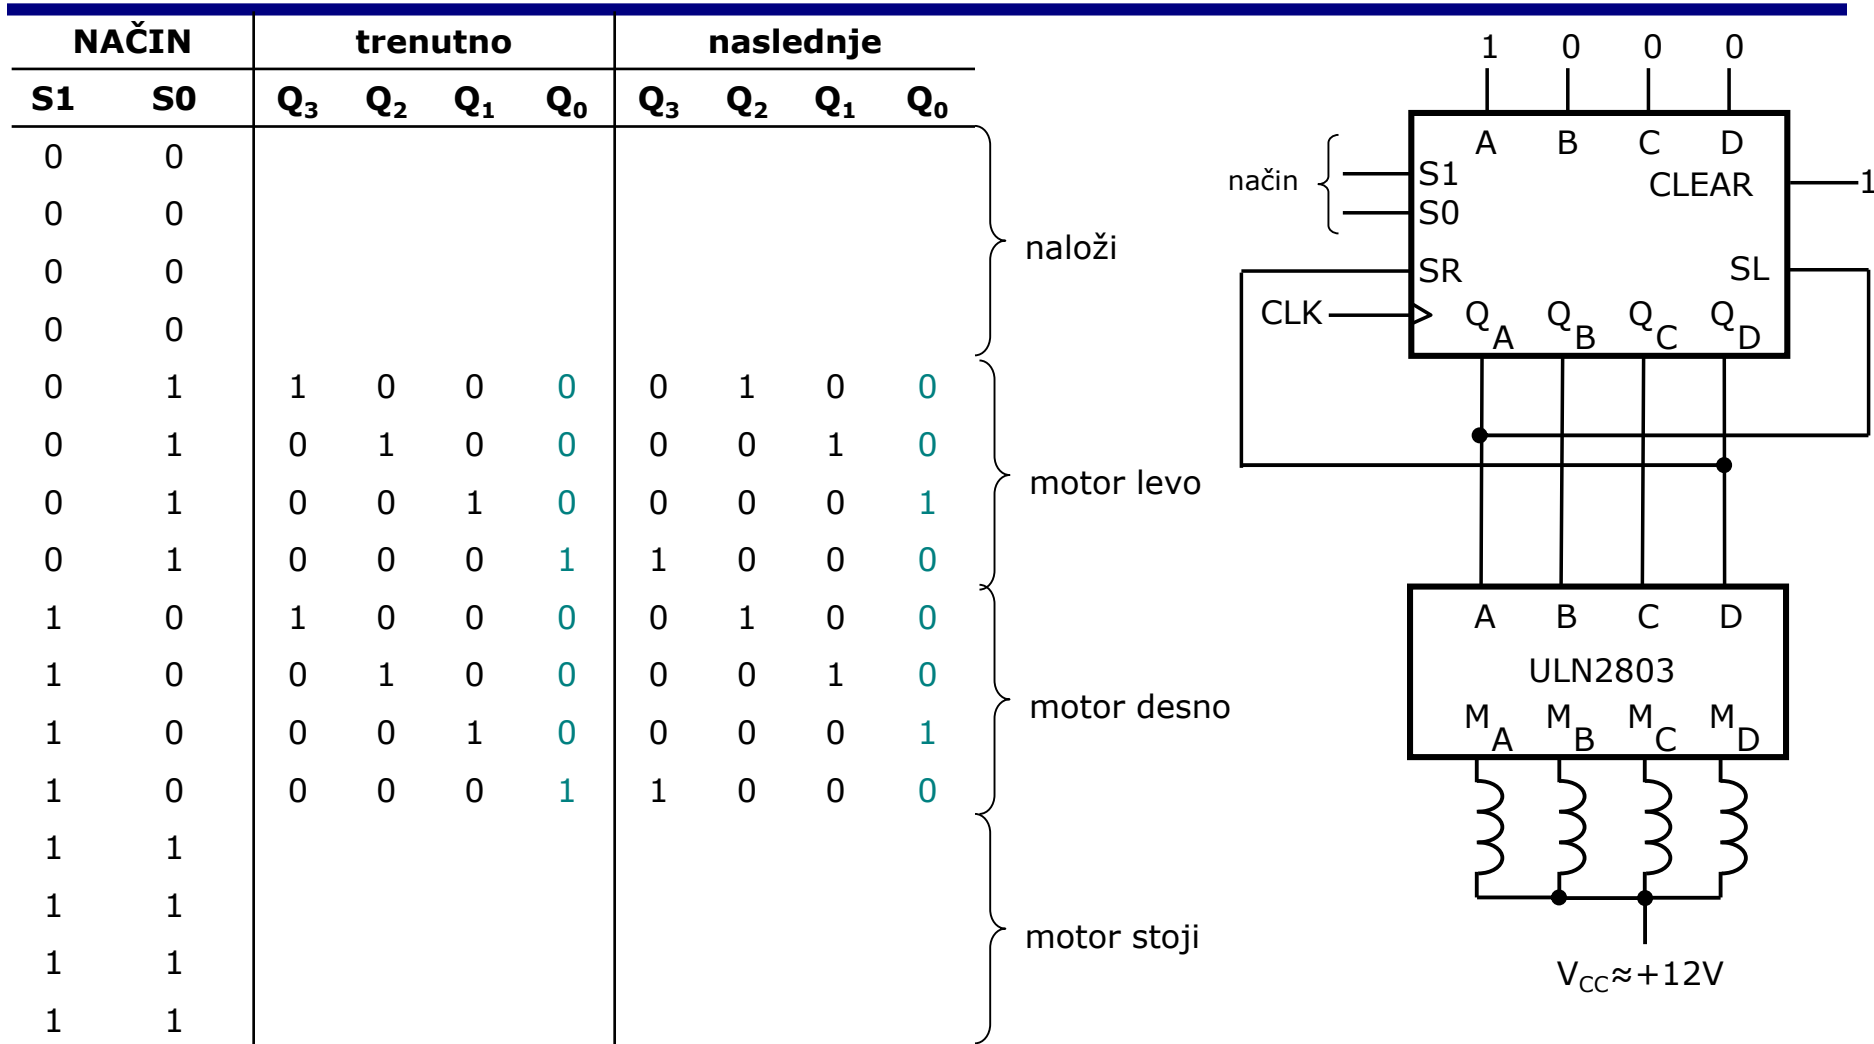 NAČIN trenutno naslednje
S1 S0 Q3 Q2 Q1 Q0 Q3 Q2 Q1 Q0
0 0
0 0
0 0
0 0
naloži
0 1 1 0 0 0 0 1 0 0
0 1 0 1 0 0 0 0 1 0
0 1 0 0 1 0 0 0 0 1
0 1 0 0 0 1 1 0 0 0
motor levo
1 0 1 0 0 0 0 1 0 0
1 0 0 1 0 0 0 0 1 0
1 0 0 0 1 0 0 0 0 1
1 0 0 0 0 1 1 0 0 0
motor desno
1 1
1 1
1 1
1 1
motor stoji
1 0 0 0
A B C D
način
S1
S0
CLEAR
1
SR
SL
CLK
QA QB QC QD
A B C D
ULN2803
MA MB MC MD
VCC≈+12V